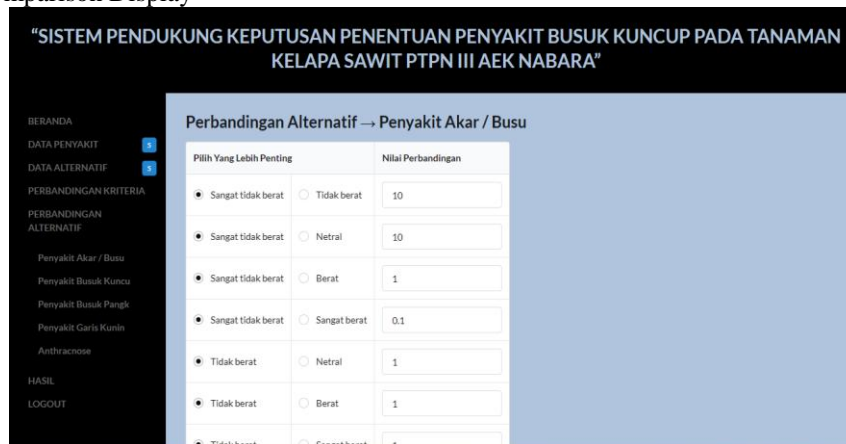 “SISTEM PENDUKUNG KEPUTUSAN PENENTUAN PENYAKIT BUSUK KUNCUP PADA TANAMAN
KELAPA SAWIT PTPN III AEK NABARA”
BERANDA
DATA PENYAKIT 5
DATA ALTERNATIF 5
PERBANDINGAN KRITERIA
PERBANDINGAN
ALTERNATIF
Penyakit Akar / Busu
Penyakit Busuk Kuncu
Penyakit Busuk Pangk
Penyakit Garis Kunin
Anthracnose
HASIL
LOGOUT
Perbandingan Alternatif → Penyakit Akar / Busu
Pilih Yang Lebih Penting Nilai Perbandingan
Sangat tidak berat Tidak berat 10
Sangat tidak berat Netral 10
Sangat tidak berat Berat 1
Sangat tidak berat Sangat berat 0.1
Tidak berat Netral 1
Tidak berat Berat 1